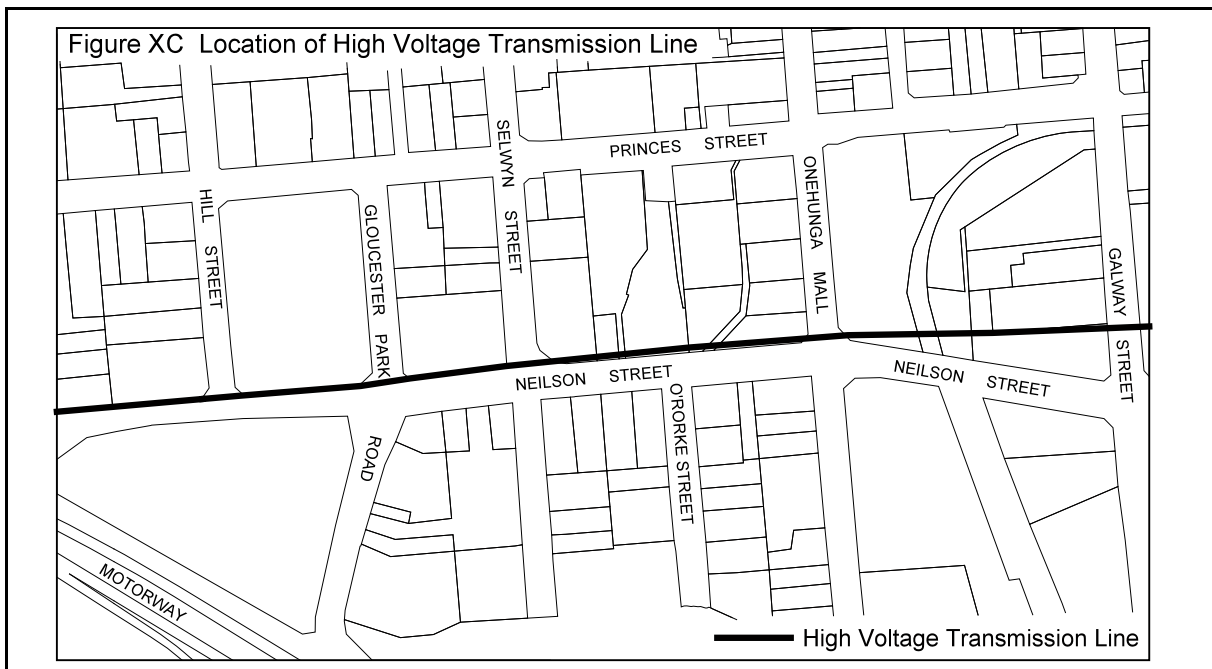 Figure XC Location of High Voltage Transmission Line
SELWYN STREET
PRINCES STREET
HILL STREET
GLOUCESTER PARK
ONEHUNGA MALL
GALWAY STREET
NEILSON STREET
NEILSON STREET
O'RORKE STREET
ROAD
MOTORWAY
High Voltage Transmission Line